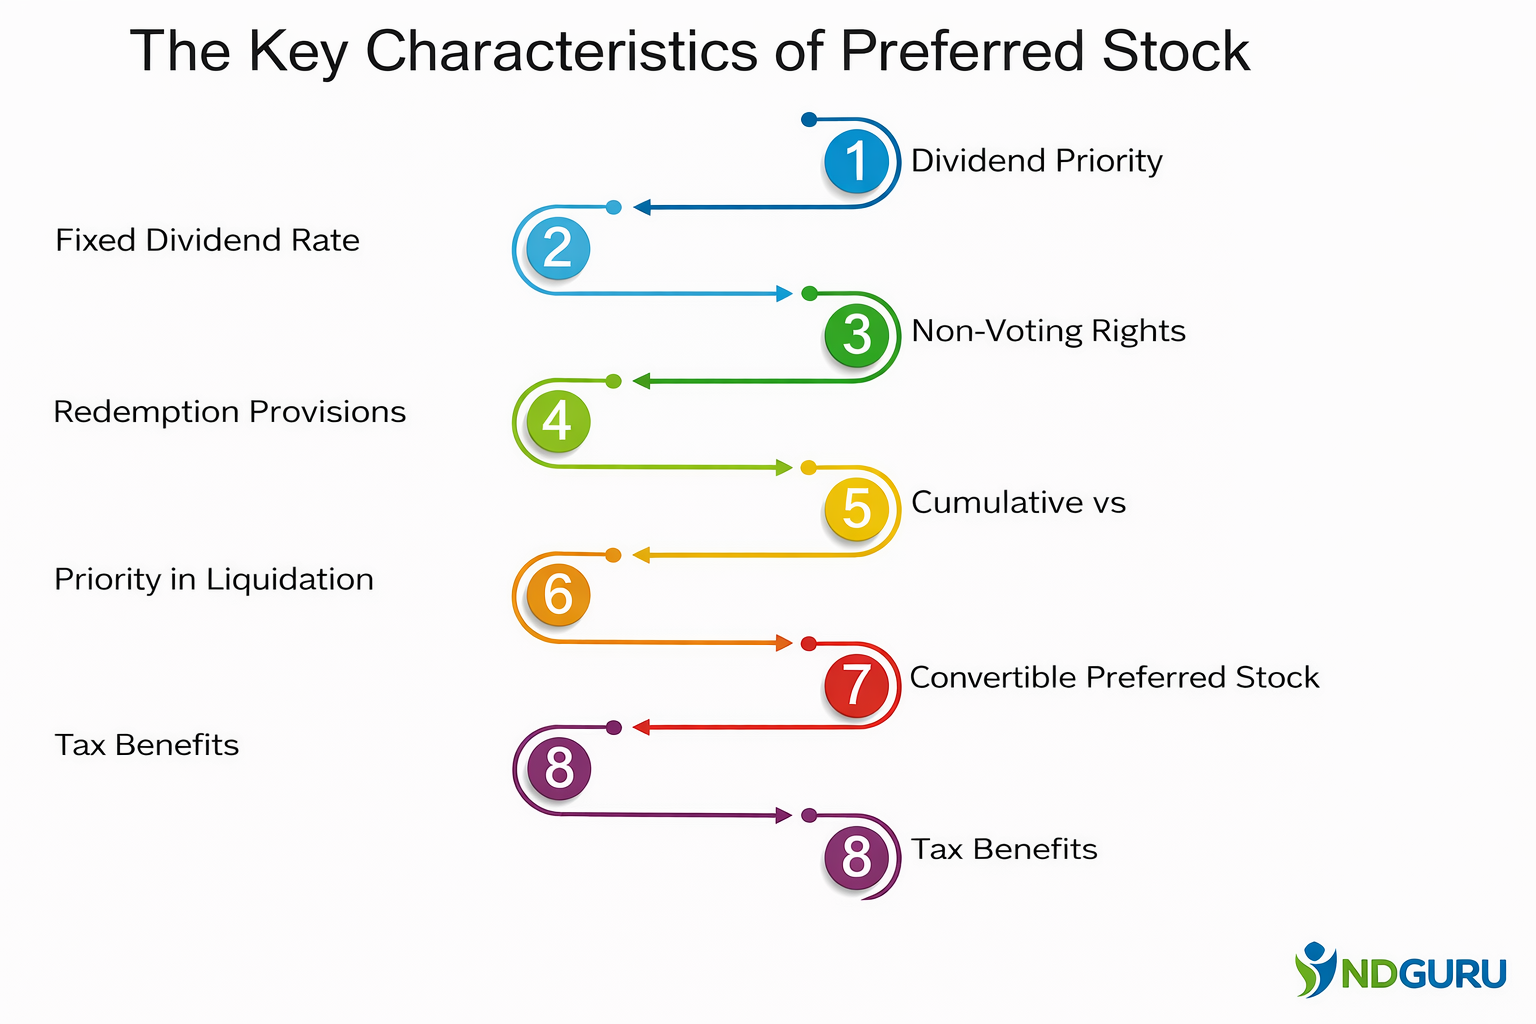 The Key Characteristics of Preferred Stock
1
Dividend Priority
Fixed Dividend Rate
2
3
Non-Voting Rights
Redemption Provisions
4
5
Cumulative vs
Priority in Liquidation
6
7
Convertible Preferred Stock
Tax Benefits
8
8
Tax Benefits
NDGURU